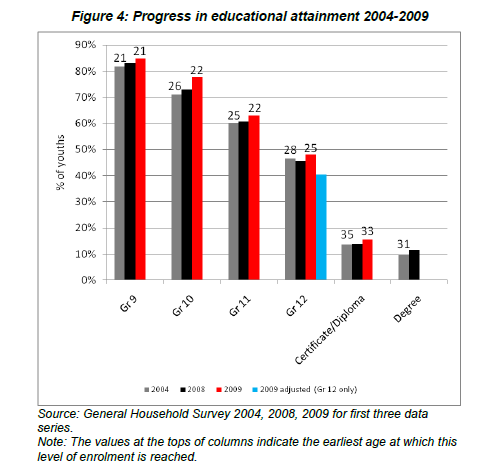 Figure 4: Progress in educational attainment 2004-2009
90%
80%
70%
60%
50%
40%
30%
20%
10%
0%
% of youths
21
21
26
22
25
22
28
25
35
33
31
Gr 9
Gr 10
Gr 11
Gr 12
Certificate/Diploma
Degree
2004
2008
2009
2009 adjusted (Gr 12 only)
Source: General Household Survey 2004, 2008, 2009 for first three data
series.
Note: The values at the tops of columns indicate the earliest age at which this
level of enrolment is reached.